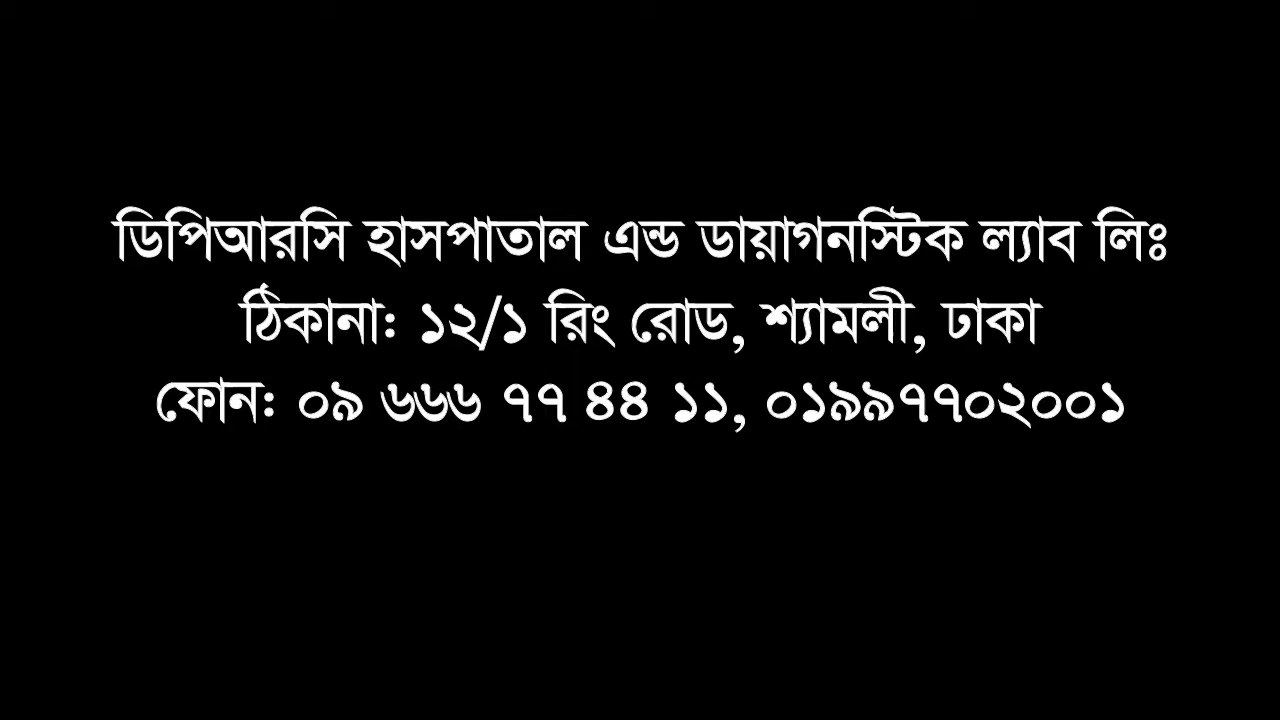 ডিপিআরসি হাসপাতাল এন্ড ডায়াগনস্টিক ল্যাব লিঃ
ঠিকানাঃ ১২/১ রিং রোড, শ্যামলী, ঢাকা
ফোনঃ ০৯ ৬৬৬ ৭৭ ৪৪ ১১, ০১৯৯৭৭০২০০১